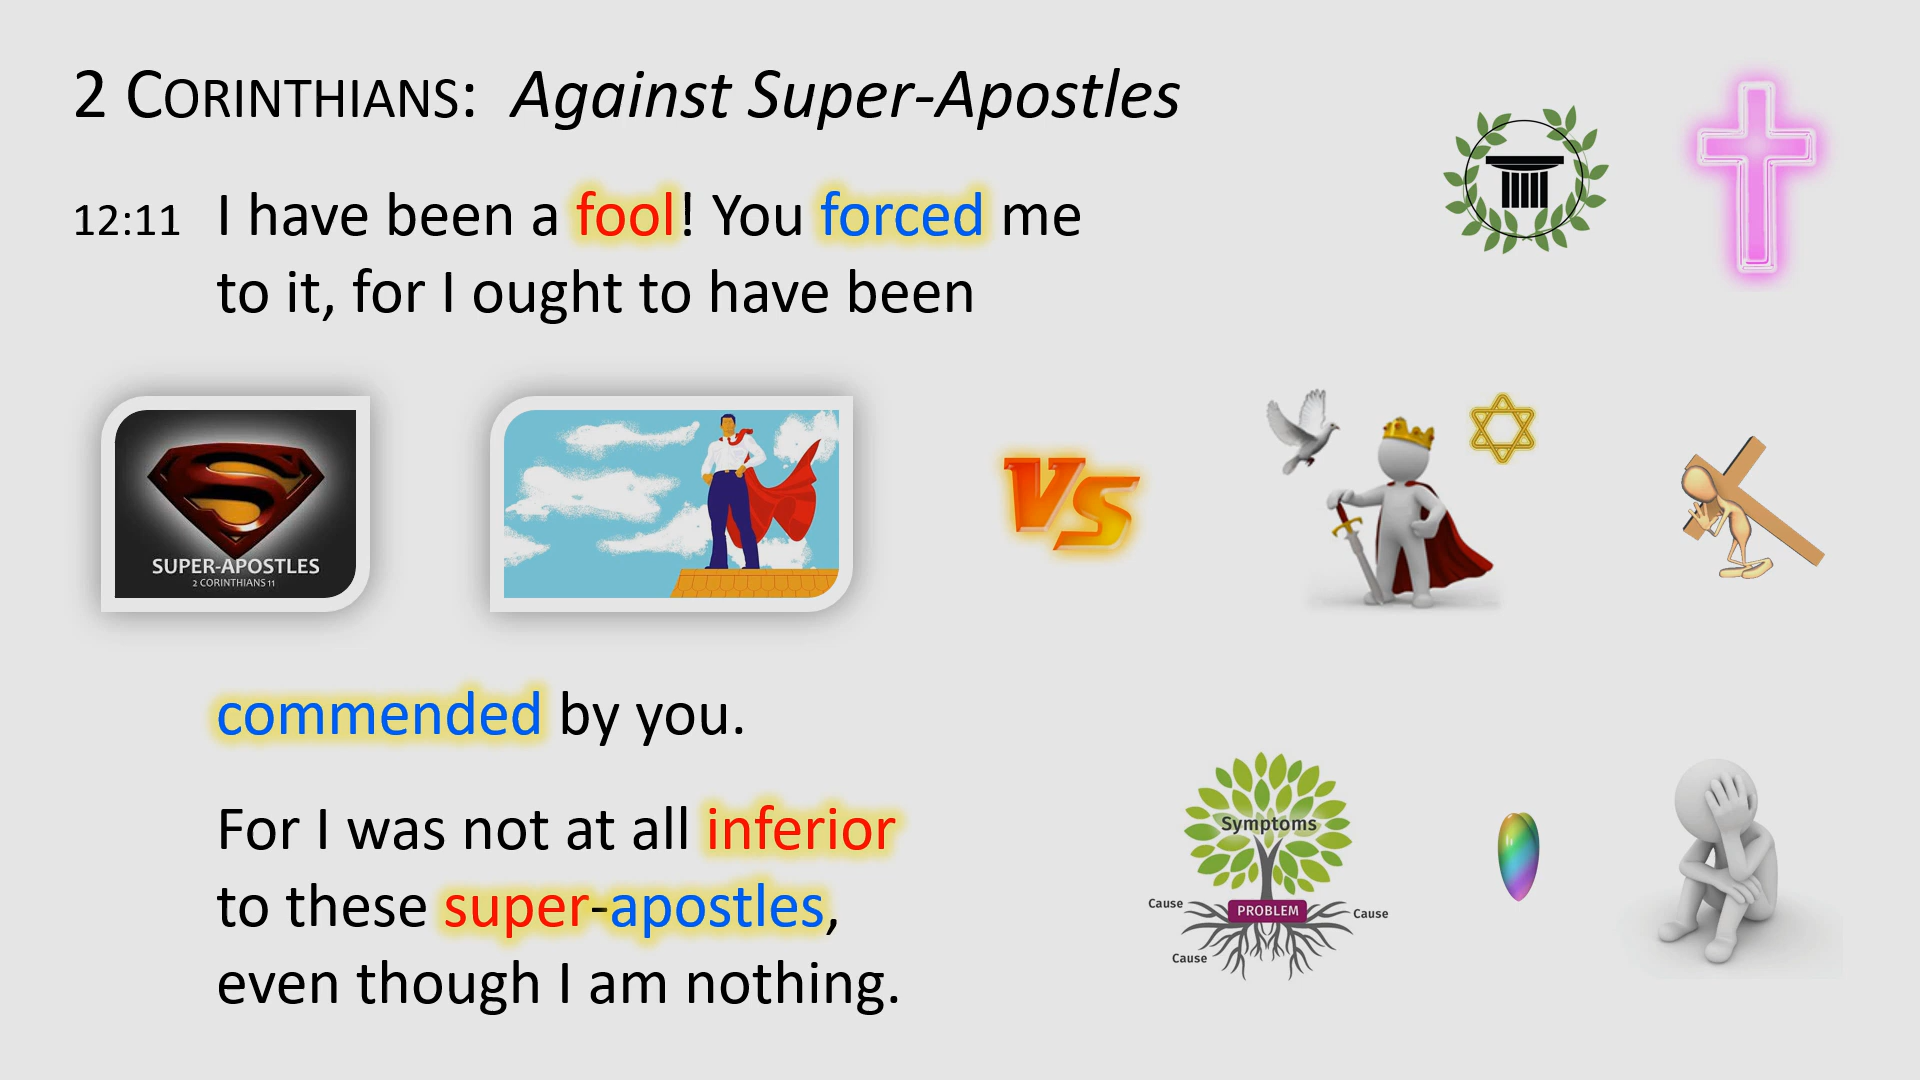 2 CORINTHIANS: Against Super-Apostles
12:11 I have been a fool! You forced me
to it, for I ought to have been
SUPER-APOSTLES
2 CORINTHIANS 11
VS
commended by you.
For I was not at all inferior
to these super-apostles,
even though I am nothing.
Symptoms
PROBLEM
Cause
Cause
Cause